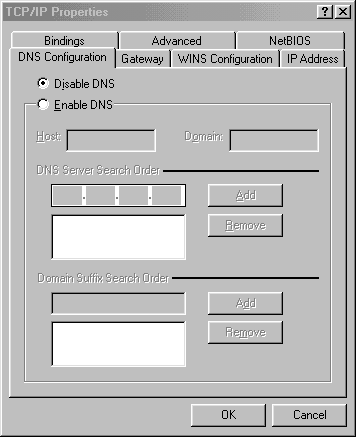 TCP/IP Properties
Bindings Advanced NetBIOS
DNS Configuration Gateway WINS Configuration IP Address
Disable DNS
Enable DNS
Host: Domain:
DNS Server Search Order
. . . Add
Remove
Domain Suffix Search Order
Add
Remove
OK Cancel